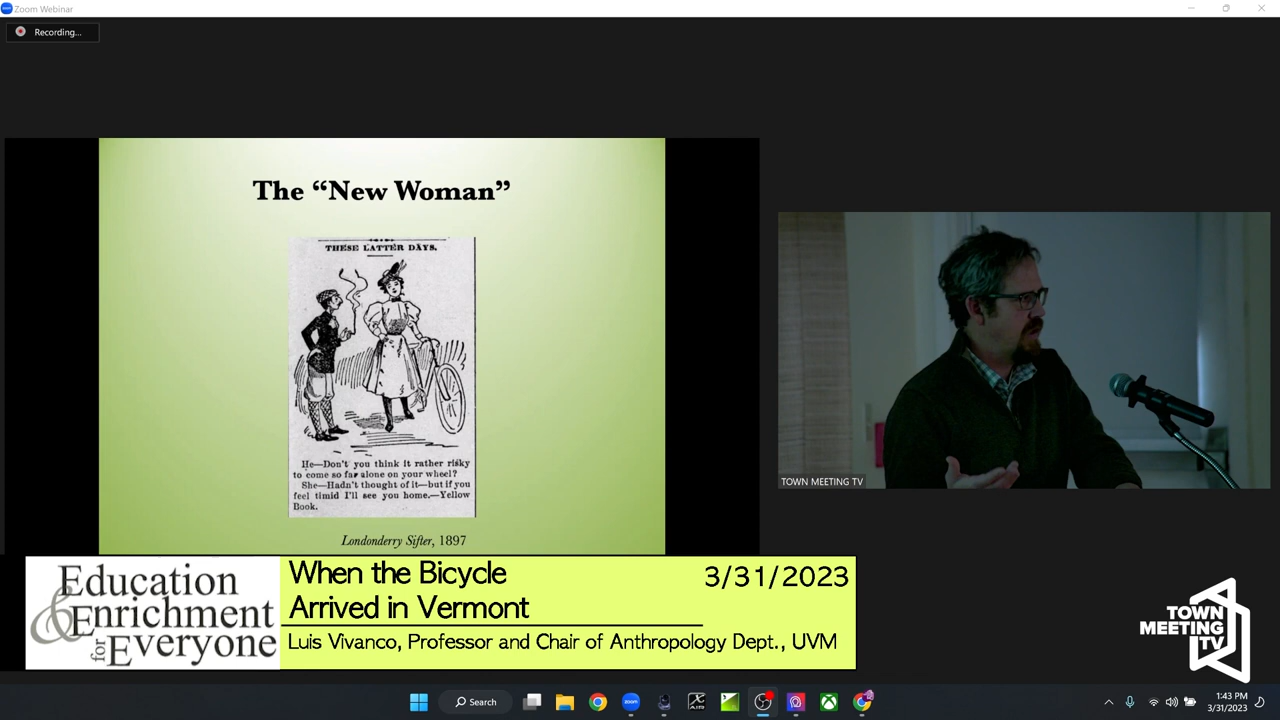 Zoom Webinar
Recording...
The “New Woman”
THESE LATTER DAYS.
He—Don't you think it rather risky
to come so far alone on your wheel?
She—Hadn't thought of it—but if you
feel timid I'll see you home.—Yellow
Book.
Londonderry Sifter, 1897
TOWN MEETING TV
Education
& Enrichment
for Everyone
When the Bicycle
Arrived in Vermont
3/31/2023
Luis Vivanco, Professor and Chair of Anthropology Dept., UVM
TOWN
MEETING
TV
Search
zoom
1:43 PM
3/31/2023